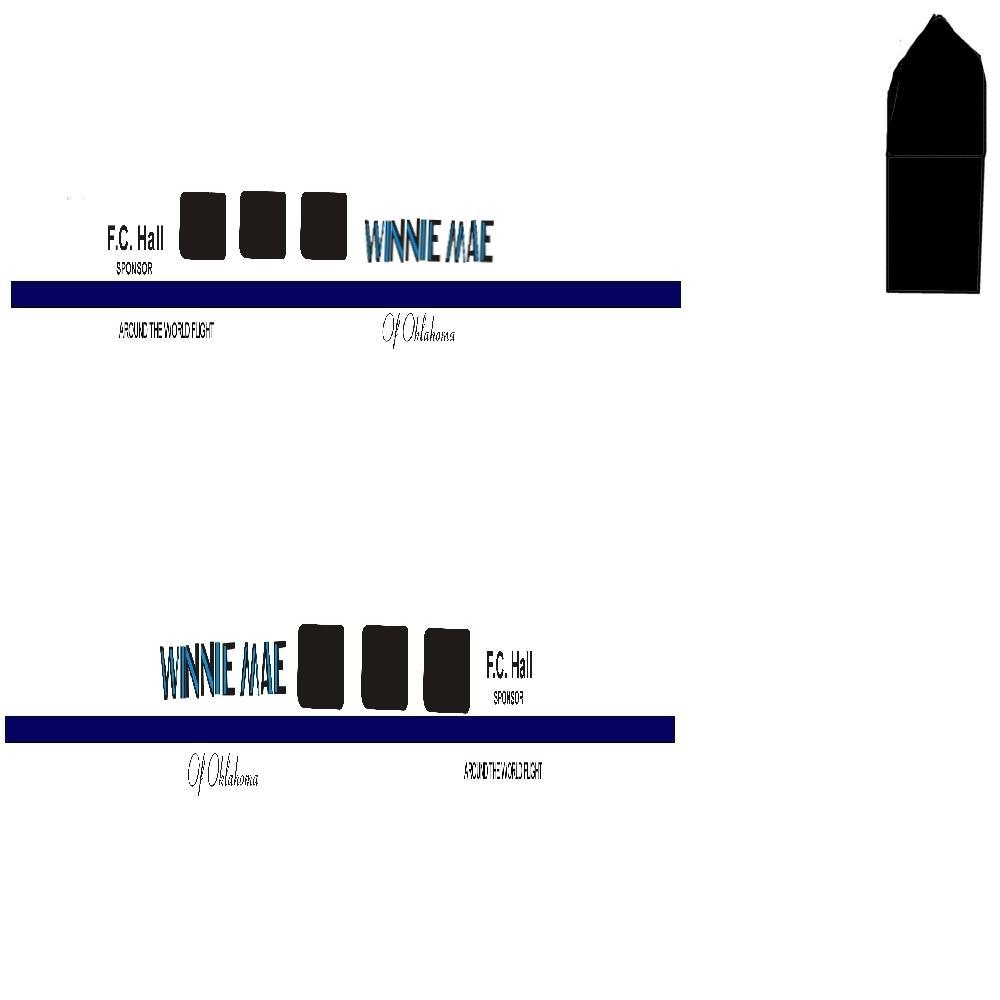 F.C. Hall
SPONSOR
WINNIE MAE
AROUND THE WORLD FLIGHT
Of Oklahoma
WINNIE MAE
F.C. Hall
SPONSOR
Of Oklahoma
AROUND THE WORLD FLIGHT